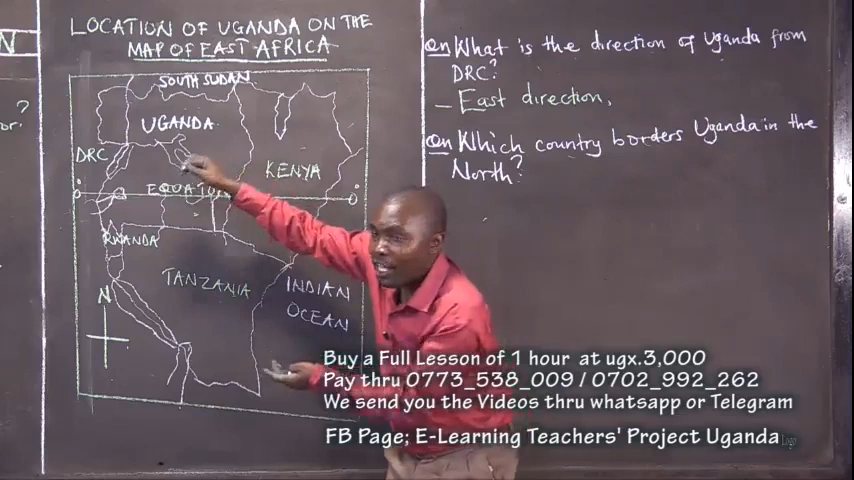 N
?
or.
LOCATION OF UGANDA ON THE
MAP OF EAST AFRICA
SOUTH SUDAN
UGANDA
DRC
KENYA
EQUATOR
RWANDA
TANZANIA
INDIAN
OCEAN
N
Qn What is the direction of Uganda from
DRC?
- East direction.
Qn Which country borders Uganda in the
North?
Buy a Full Lesson of 1 hour at ugx.3,000
Pay thru 0773_538_009 / 0702_992_262
We send you the Videos thru whatsapp or Telegram
FB Page; E-Learning Teachers' Project Uganda
Logo